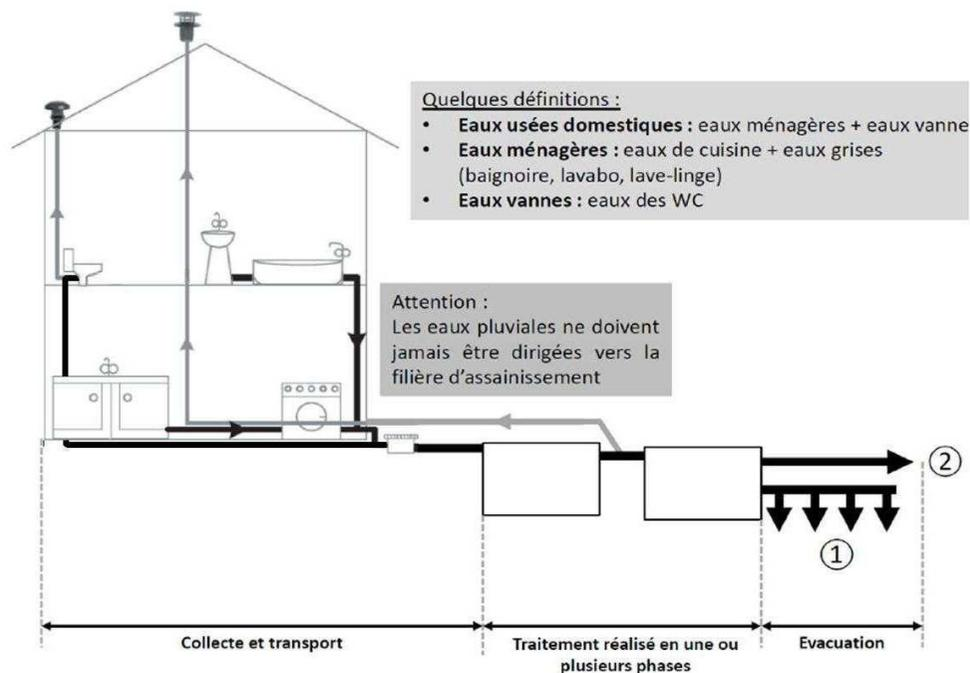 Quelques définitions :
• Eaux usées domestiques : eaux ménagères + eaux vanne
• Eaux ménagères : eaux de cuisine + eaux grises
(baignoire, lavabo, lave-linge)
• Eaux vannes : eaux des WC
Attention :
Les eaux pluviales ne doivent
jamais être dirigées vers la
filière d'assainissement
②
①
Collecte et transport
Traitement réalisé en une ou
plusieurs phases
Evacuation